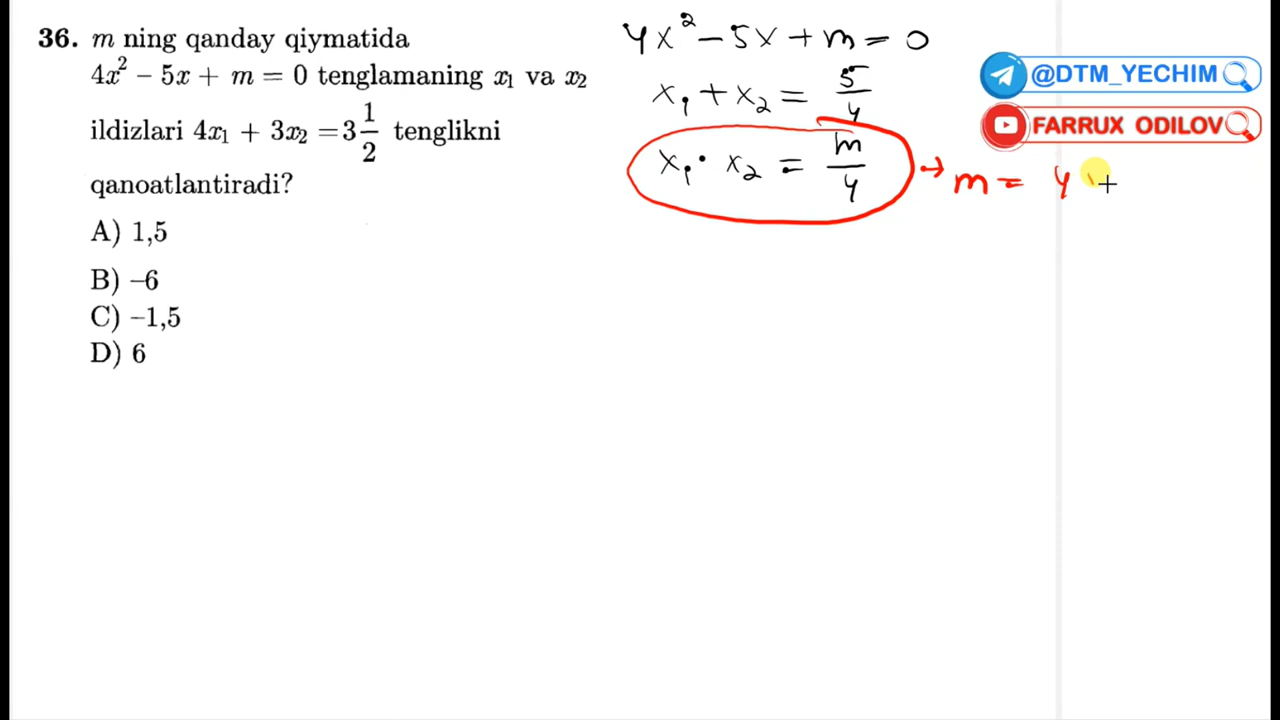 36. m ning qanday qiymatida
4x² – 5x + m = 0 tenglamaning x₁ va x₂
ildizlari 4x₁ + 3x₂ = 3 1/2 tenglikni
qanoatlantiradi?
A) 1,5
B) –6
C) –1,5
D) 6
4x² – 5x + m = 0
x₁ + x₂ = 5/4
x₁ · x₂ = m/4 → m = 4
@DTM_YECHIM
FARRUX ODILOV